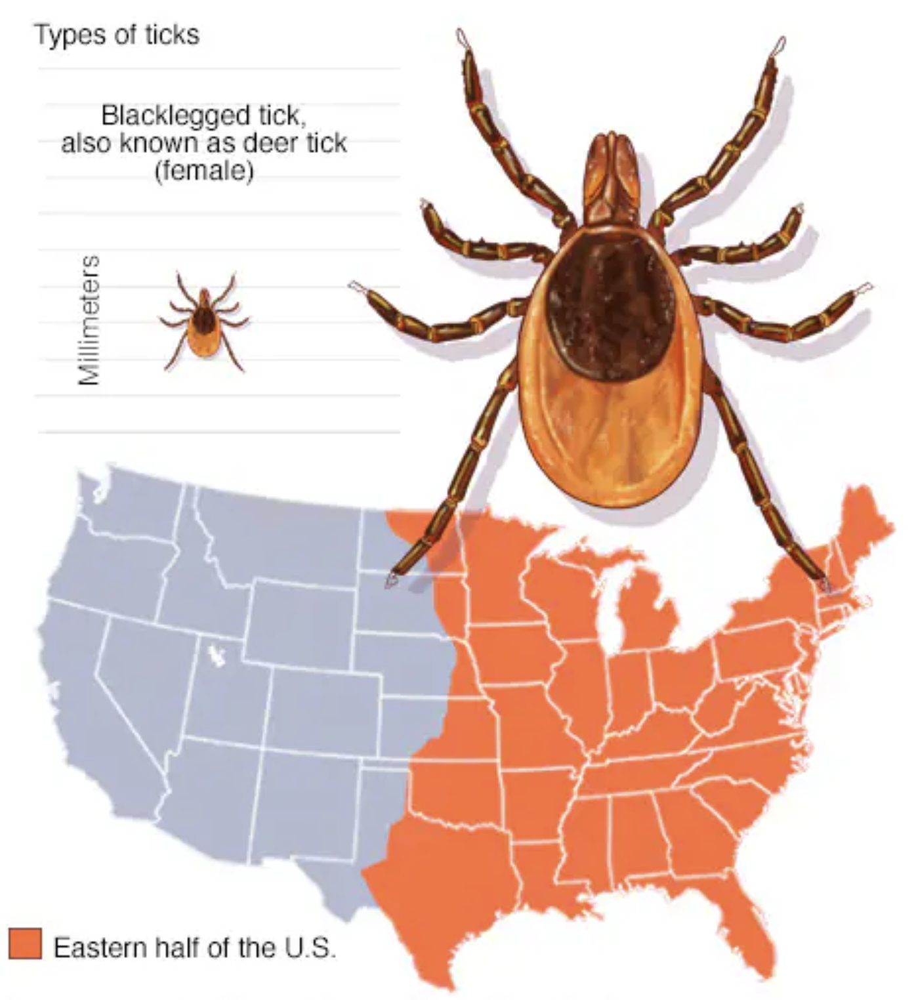 Types of ticks
Blacklegged tick,
also known as deer tick
(female)
Millimeters
Eastern half of the U.S.